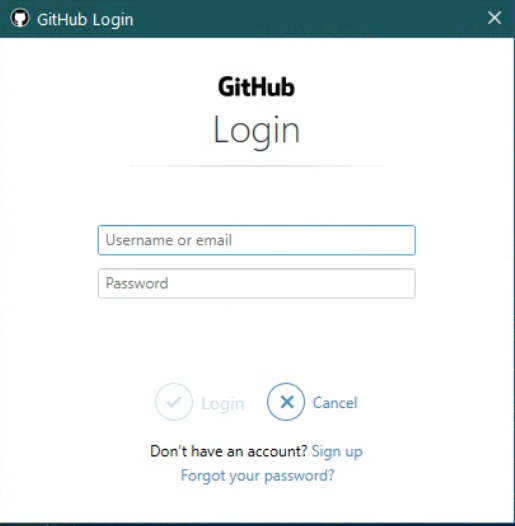 GitHub Login
GitHub
Login
Username or email
Password
Login Cancel
Don't have an account? Sign up
Forgot your password?